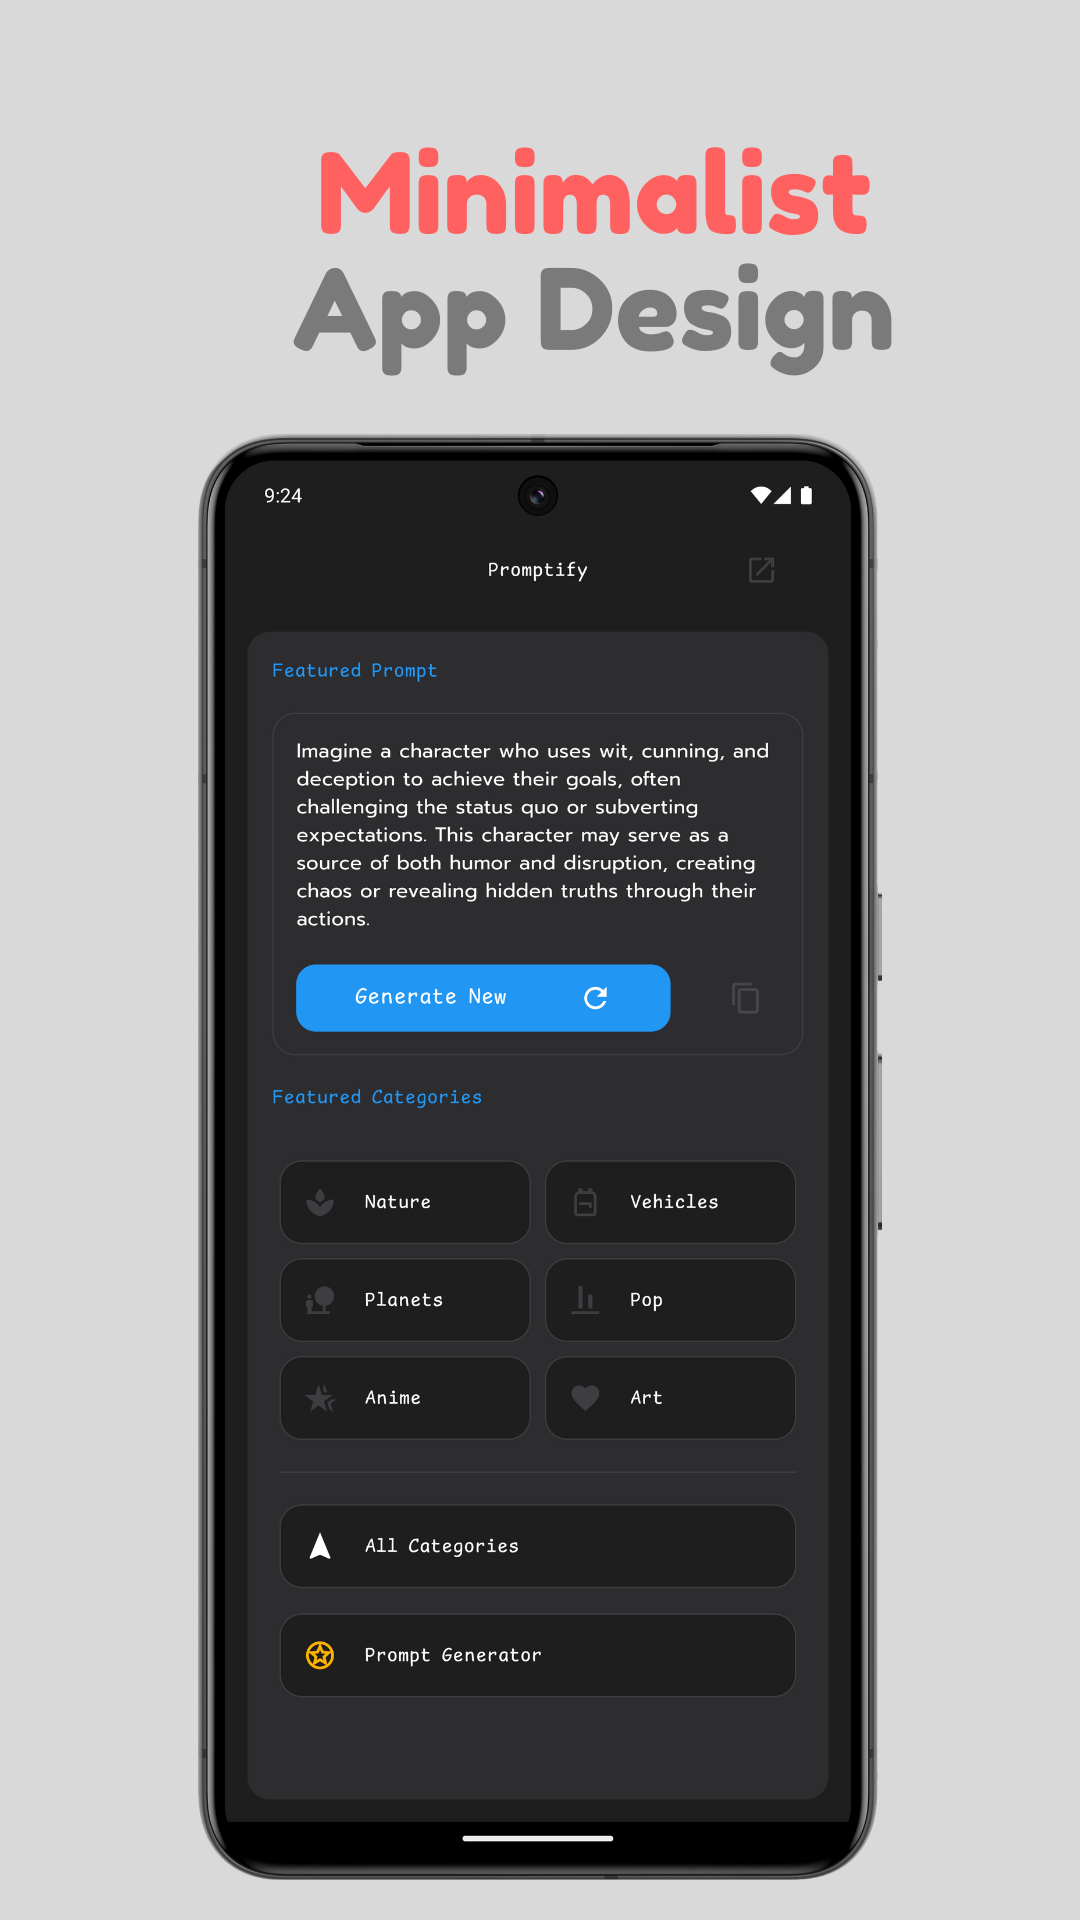 Minimalist
App Design
9:24
Promptify
Featured Prompt
Imagine a character who uses wit, cunning, and
deception to achieve their goals, often
challenging the status quo or subverting
expectations. This character may serve as a
source of both humor and disruption, creating
chaos or revealing hidden truths through their
actions.
Generate New
Featured Categories
Nature
Vehicles
Planets
Pop
Anime
Art
All Categories
Prompt Generator